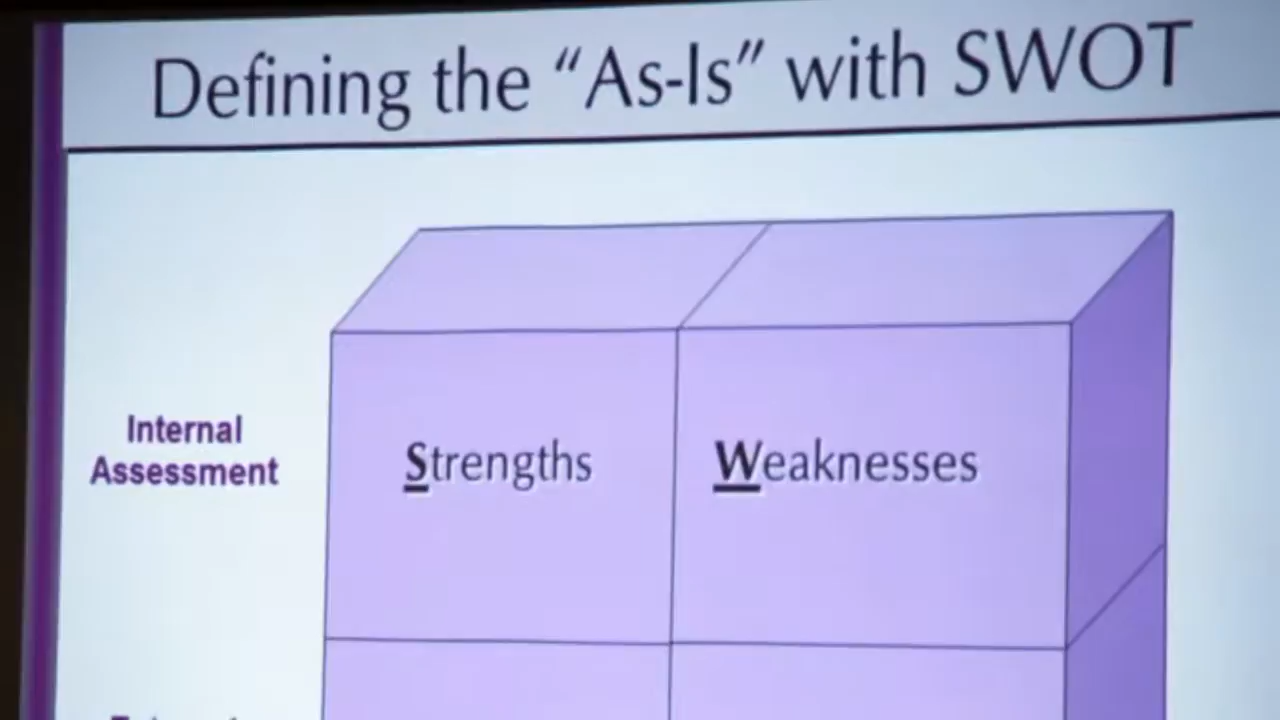 Defining the “As-Is” with SWOT
Internal
Assessment
Strengths
Weaknesses